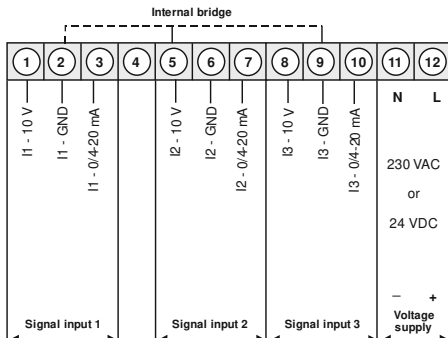 Internal bridge
1 2 3 4 5 6 7 8 9 10 11 12
I1 - 10 V
I1 - GND
I1 - 0/4-20 mA
I2 - 10 V
I2 - GND
I2 - 0/4-20 mA
I3 - 10 V
I3 - GND
I3 - 0/4-20 mA
N L
230 VAC
or
24 VDC
– +
Signal input 1
Signal input 2
Signal input 3
Voltage
supply